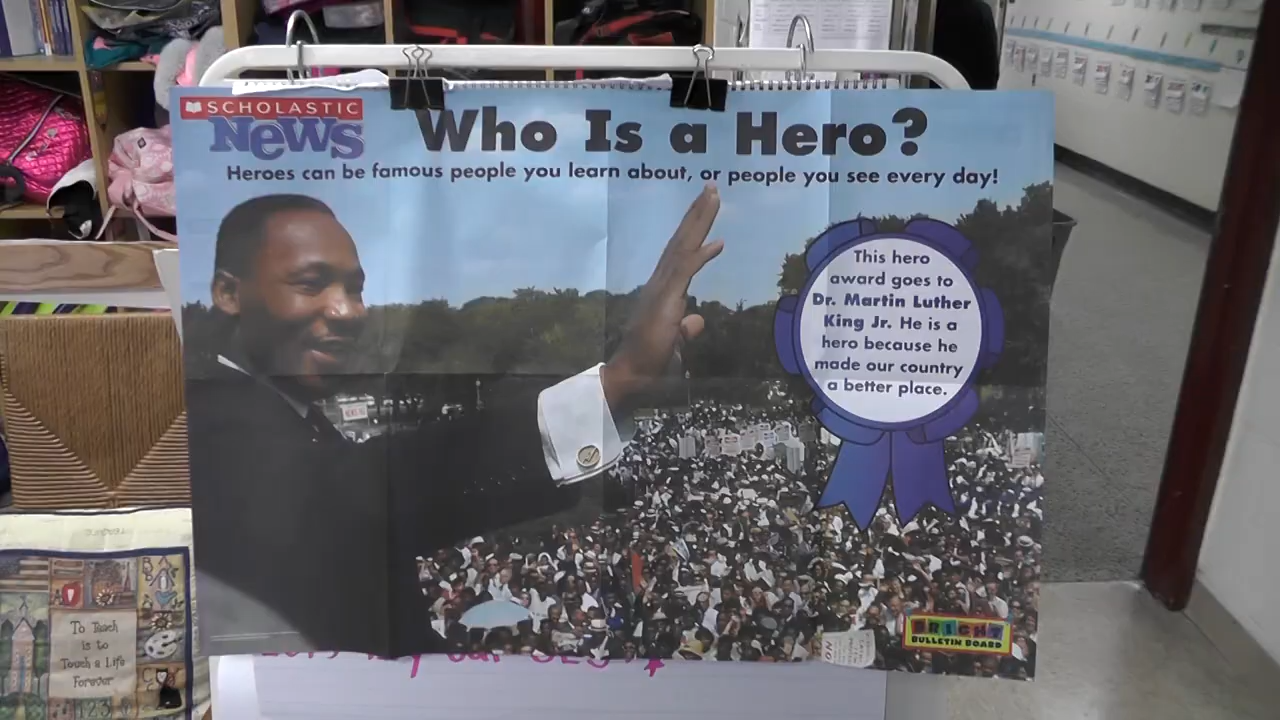 SCHOLASTIC
NEWS
Who Is a Hero?
Heroes can be famous people you learn about, or people you see every day!
This hero
award goes to
Dr. Martin Luther
King Jr. He is a
hero because he
made our country
a better place.
BRIGHT
BULLETIN BOARD
To Teach
is to
Touch a Life
Forever
123